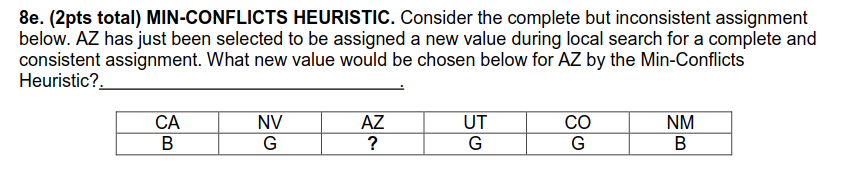 8e. (2pts total) MIN-CONFLICTS HEURISTIC. Consider the complete but inconsistent assignment
below. AZ has just been selected to be assigned a new value during local search for a complete and
consistent assignment. What new value would be chosen below for AZ by the Min-Conflicts
Heuristic?.______________________________.
CA NV AZ UT CO NM
B G ? G G B